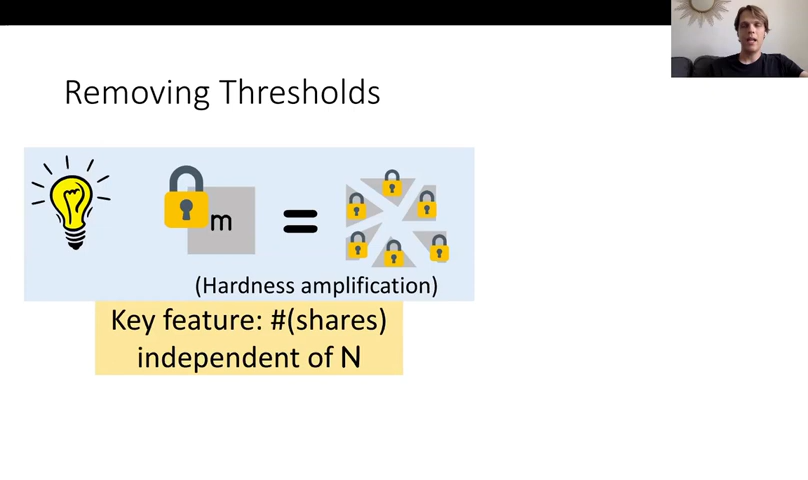 Removing Thresholds
m
=
(Hardness amplification)
Key feature: #(shares)
independent of N